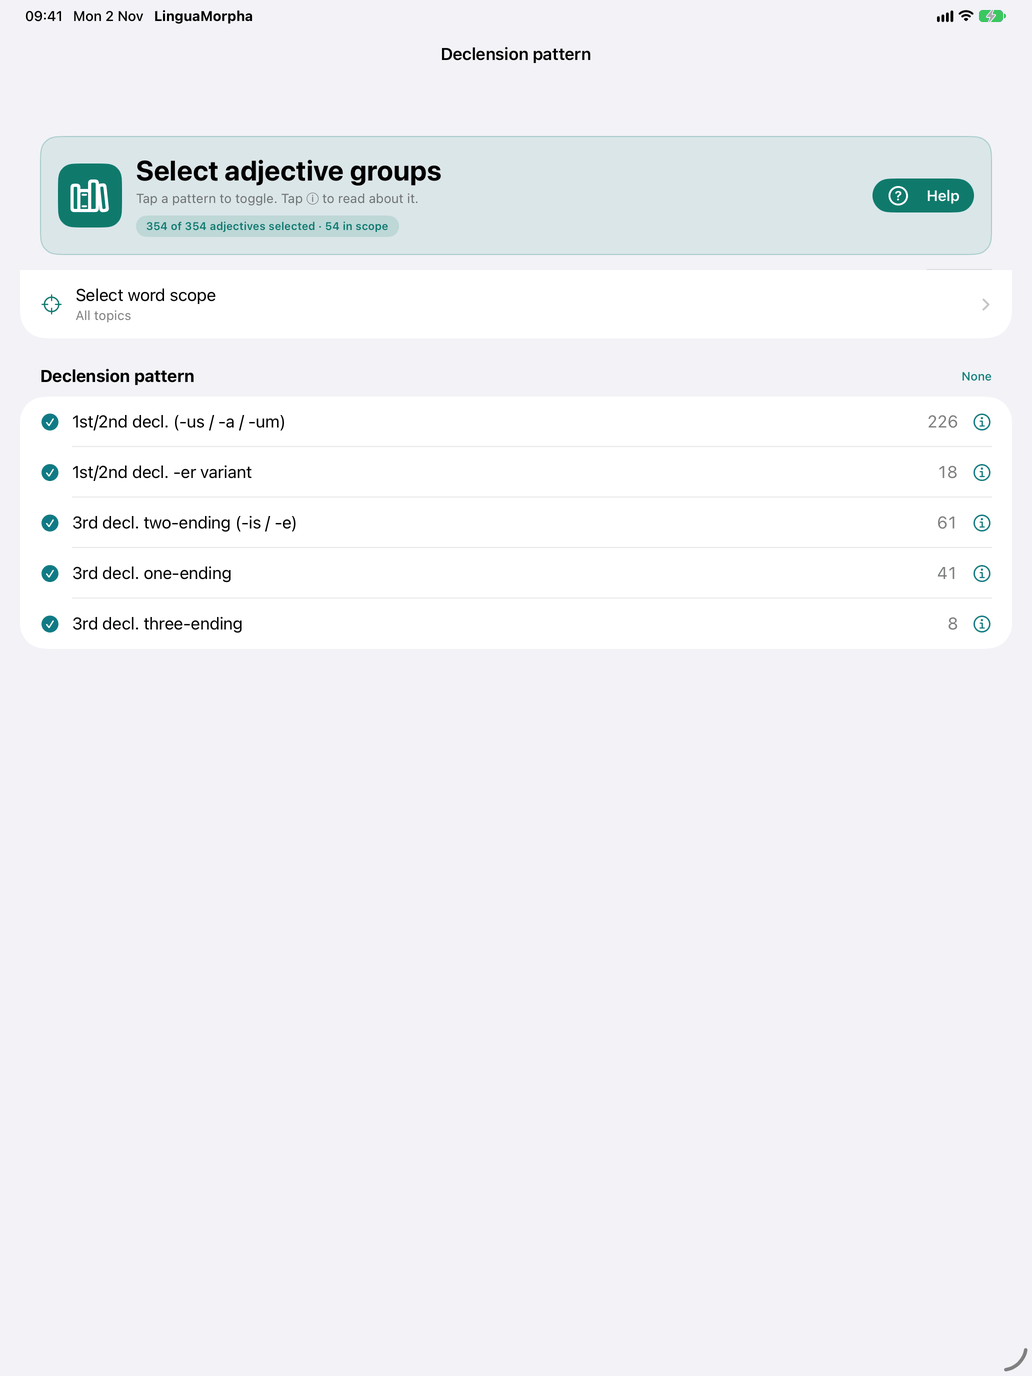 09:41 Mon 2 Nov LinguaMorpha
Declension pattern
Select adjective groups
Tap a pattern to toggle. Tap ⓘ to read about it.
354 of 354 adjectives selected · 54 in scope
Help
Select word scope
All topics
Declension pattern
None
1st/2nd decl. (-us / -a / -um) 226
1st/2nd decl. -er variant 18
3rd decl. two-ending (-is / -e) 61
3rd decl. one-ending 41
3rd decl. three-ending 8